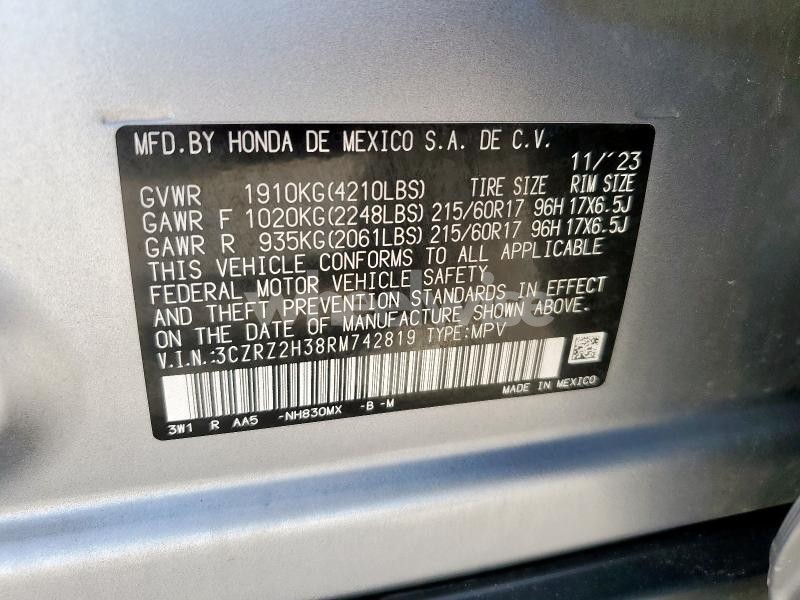 MFD.BY HONDA DE MEXICO S.A. DE C.V.
11/´23
GVWR 1910KG(4210LBS) TIRE SIZE RIM SIZE
GAWR F 1020KG(2248LBS) 215/60R17 96H 17X6.5J
GAWR R 935KG(2061LBS) 215/60R17 96H 17X6.5J
THIS VEHICLE CONFORMS TO ALL APPLICABLE
FEDERAL MOTOR VEHICLE SAFETY
AND THEFT PREVENTION STANDARDS IN EFFECT
ON THE DATE OF MANUFACTURE SHOWN ABOVE.
V.I.N.:3CZRZ2H38RM742819 TYPE:MPV
MADE IN MEXICO
3W1 R AA5 -NH830MX -B -M